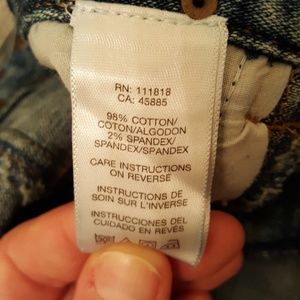 RN: 111818
CA: 45885
98% COTTON/
COTTON/ALGODON
2% SPANDEX/
SPANDEX/SPANDEX
CARE INSTRUCTIONS
ON REVERSE
INSTRUCTIONS DE
SOIN SUR L'INVERSE
INSTRUCCIONES DEL
CUIDADO EN REVÉS